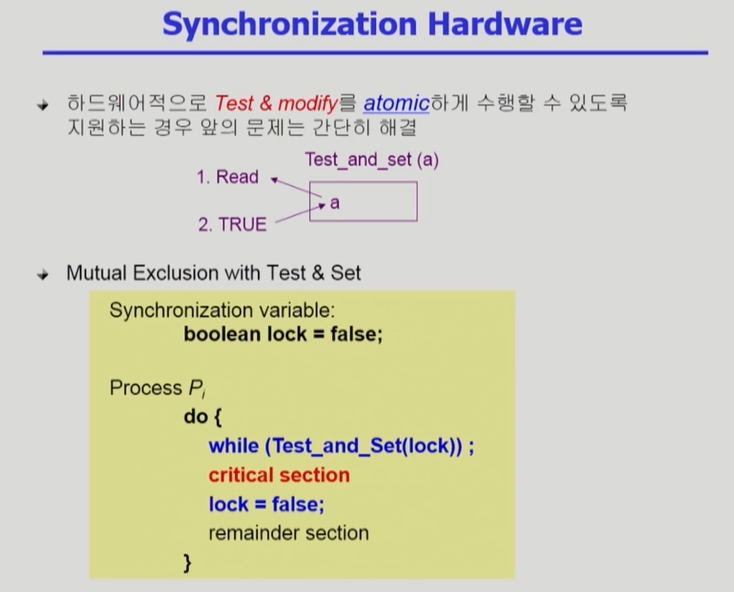 Synchronization Hardware
하드웨어적으로 Test & modify를 atomic하게 수행할 수 있도록
지원하는 경우 앞의 문제는 간단히 해결
Test_and_set (a)
1. Read
a
2. TRUE
Mutual Exclusion with Test & Set
Synchronization variable:
boolean lock = false;
Process Pi
do {
while (Test_and_Set(lock)) ;
critical section
lock = false;
remainder section
}